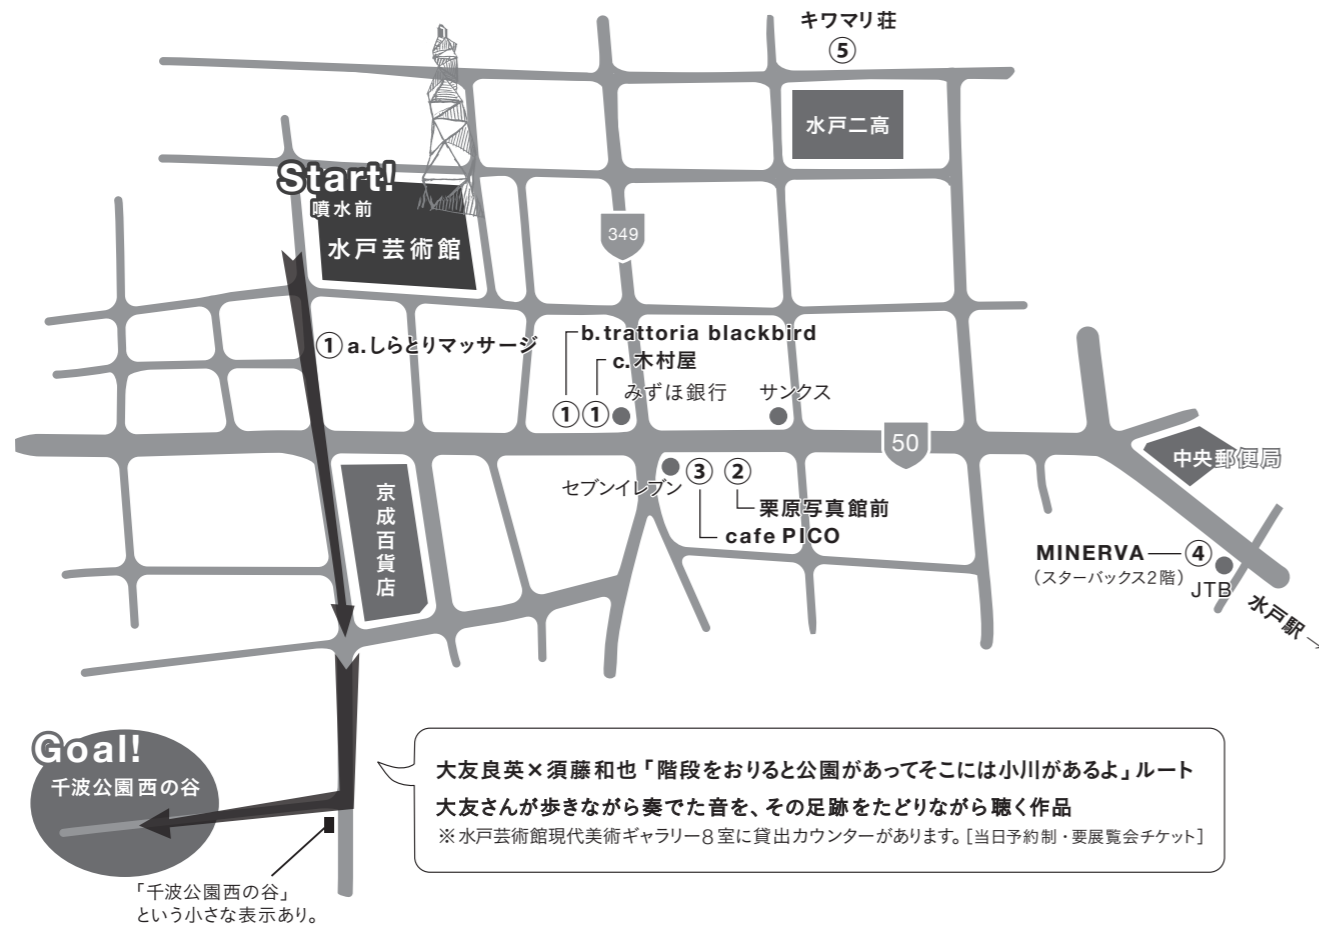 キワマリ荘
⑤
水戸二高
Start!
噴水前
水戸芸術館
349
①a.しらとりマッサージ
b.trattoria blackbird
c.木村屋
みずほ銀行
サンクス
①①
50
中央郵便局
セブンイレブン
③
②
栗原写真館前
cafe PICO
京成百貨店
MINERVA
④
(スターバックス2階)
JTB
水戸駅→
Goal!
千波公園西の谷
大友良英×須藤和也「階段をおりると公園があってそこには小川があるよ」ルート
大友さんが歩きながら奏でた音を、その足跡をたどりながら聴く作品
※水戸芸術館現代美術ギャラリー8室に貸出カウンターがあります。[当日予約制・要展覧会チケット]
「千波公園西の谷」
という小さな表示あり。